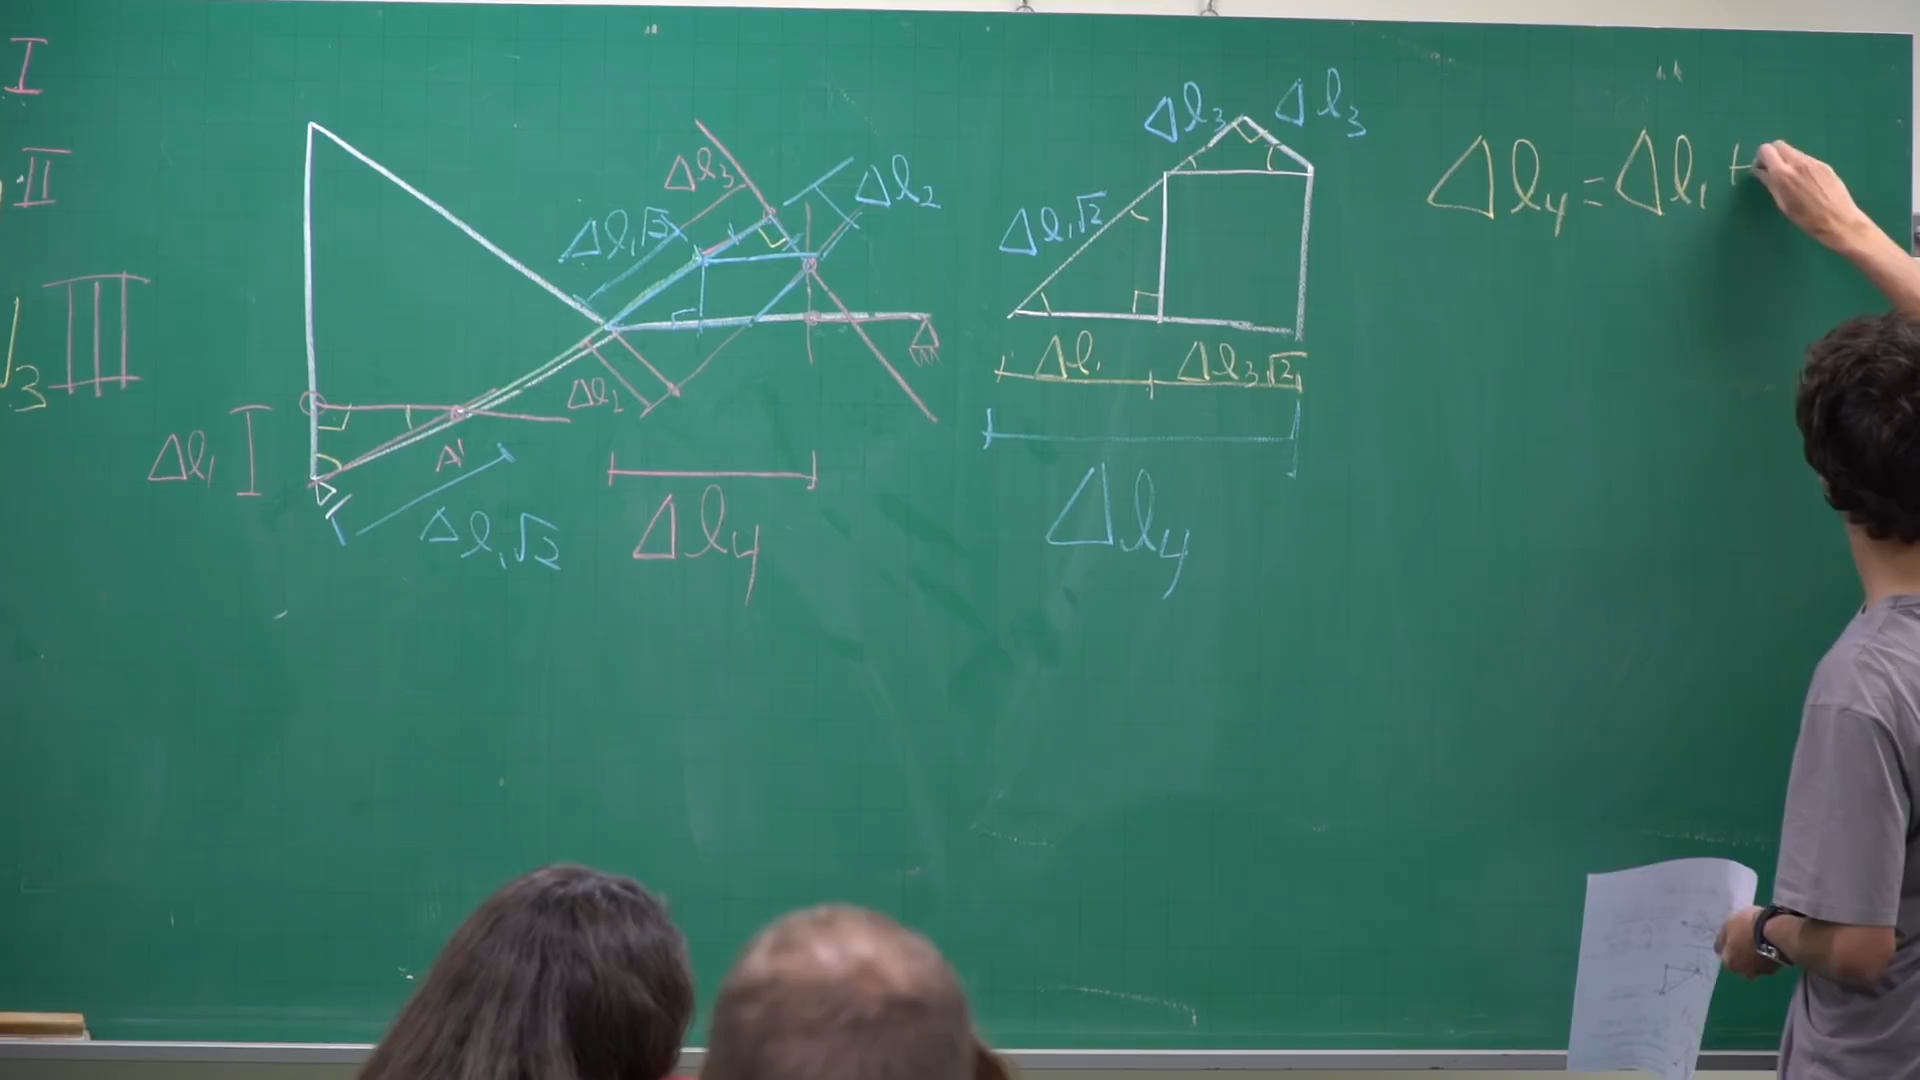 I
II
3 III
Δl₁
A'
Δl₁√2
Δl₃
Δl₂
Δl₁√2
Δl₂
Δl₄
Δl₃ Δl₃
Δl₁√2
Δl₁ Δl₃√2
Δl₄
Δl₄ = Δl₁ +